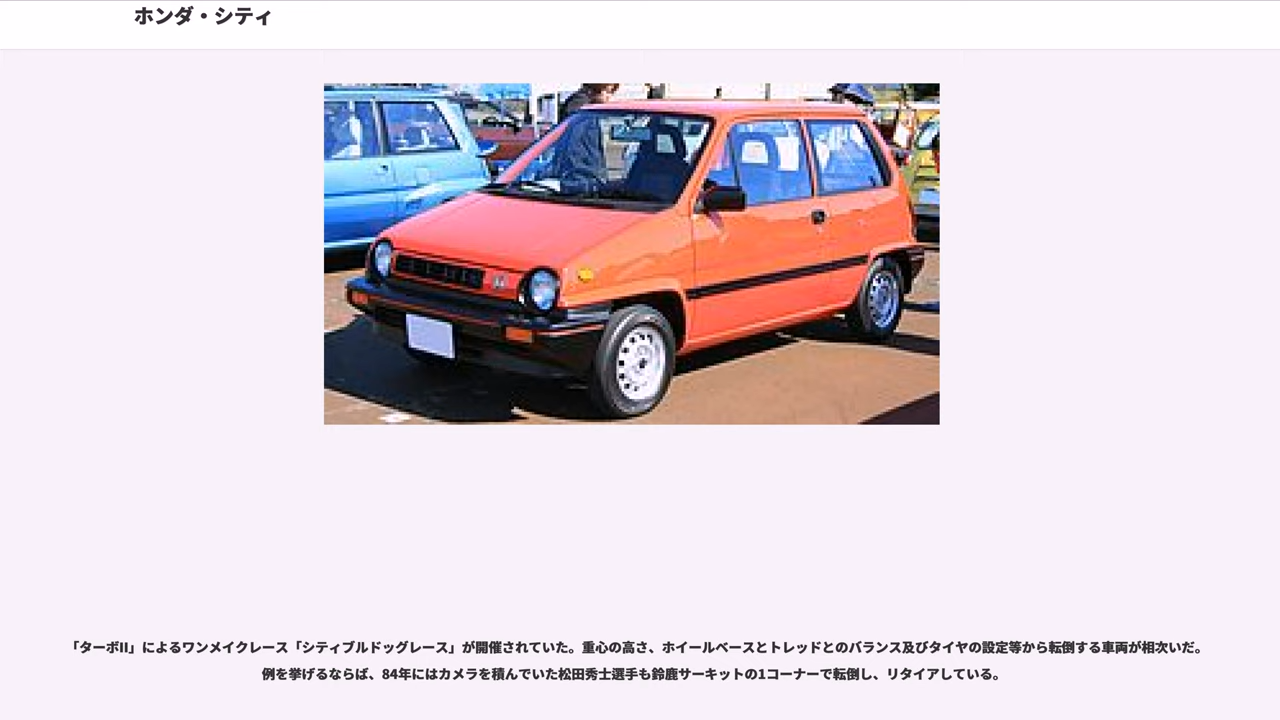 ホンダ・シティ
「ターボII」によるワンメイクレース「シティブルドッグレース」が開催されていた。重心の高さ、ホイールベースとトレッドとのバランス及びタイヤの設定等から転倒する車両が相次いだ。
例を挙げるならば、84年にはカメラを積んでいた松田秀士選手も鈴鹿サーキットの1コーナーで転倒し、リタイアしている。